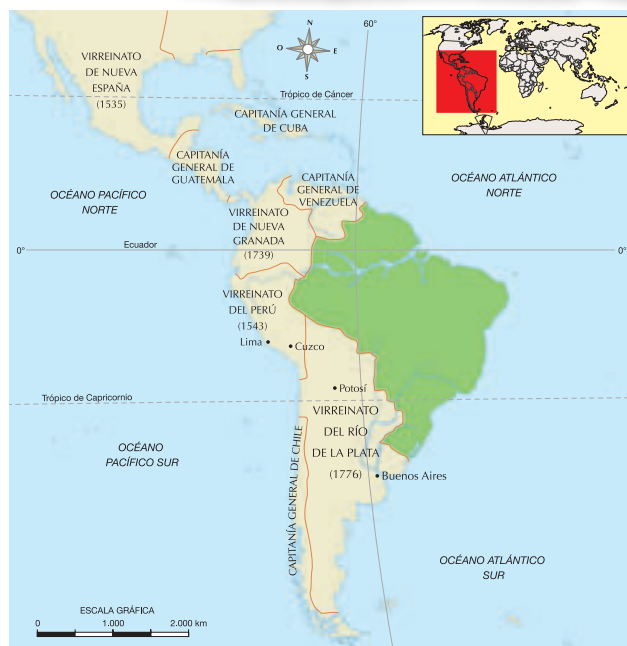 N
O
E
S
60°
VIRREINATO
DE NUEVA
ESPAÑA
(1535)
Trópico de Cáncer
CAPITANÍA GENERAL
DE CUBA
CAPITANÍA
GENERAL DE
GUATEMALA
CAPITANÍA
GENERAL DE
VENEZUELA
OCÉANO ATLÁNTICO
NORTE
OCÉANO PACÍFICO
NORTE
VIRREINATO
DE NUEVA
GRANADA
(1739)
Ecuador
0°
0°
VIRREINATO
DEL PERÚ
(1543)
Lima
Cuzco
Potosí
Trópico de Capricornio
VIRREINATO
DEL RÍO
DE LA PLATA
(1776)
Buenos Aires
OCÉANO
PACÍFICO SUR
CAPITANÍA GENERAL DE CHILE
OCÉANO ATLÁNTICO
SUR
ESCALA GRÁFICA
0 1.000 2.000 km